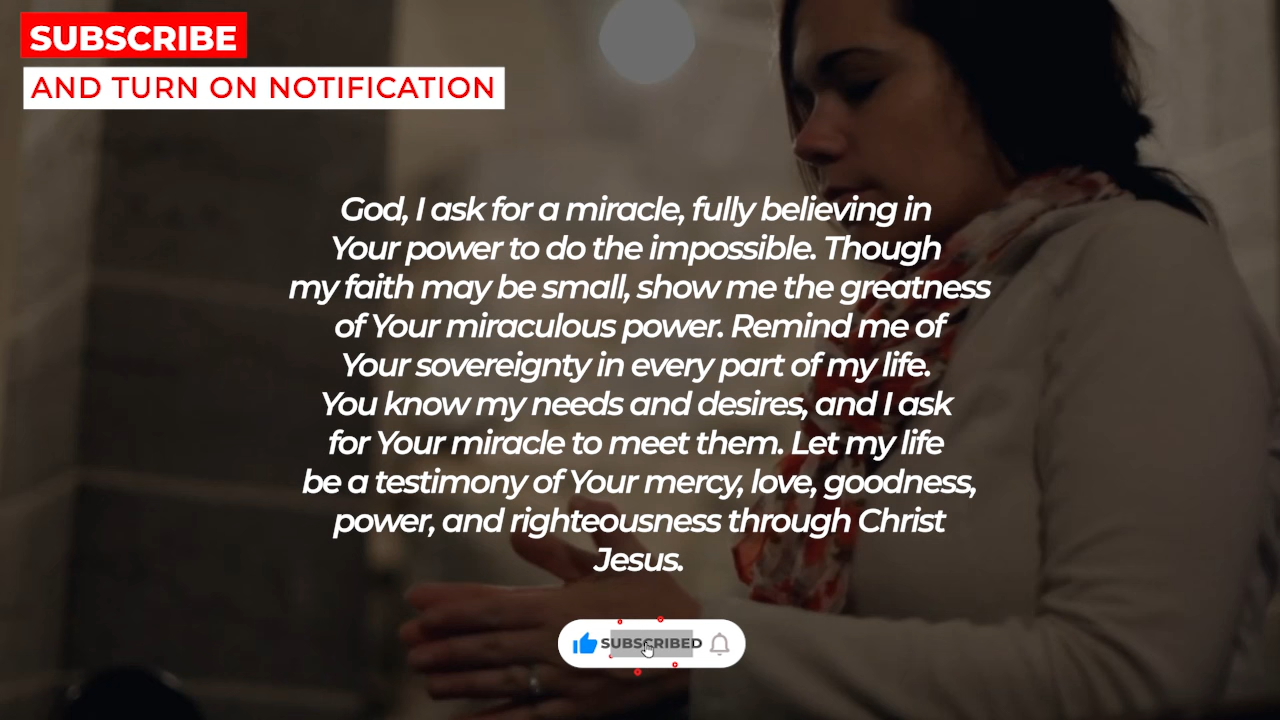 SUBSCRIBE
AND TURN ON NOTIFICATION
God, I ask for a miracle, fully believing in
Your power to do the impossible. Though
my faith may be small, show me the greatness
of Your miraculous power. Remind me of
Your sovereignty in every part of my life.
You know my needs and desires, and I ask
for Your miracle to meet them. Let my life
be a testimony of Your mercy, love, goodness,
power, and righteousness through Christ
Jesus.
SUBSCRIBED